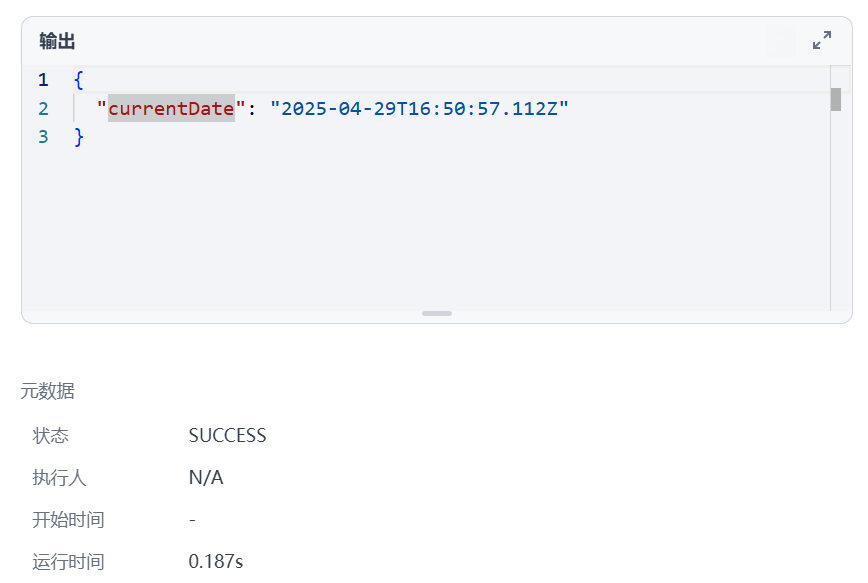 输出
1 {
2 "currentDate": "2025-04-29T16:50:57.112Z"
3 }
元数据
状态 SUCCESS
执行人 N/A
开始时间 -
运行时间 0.187s